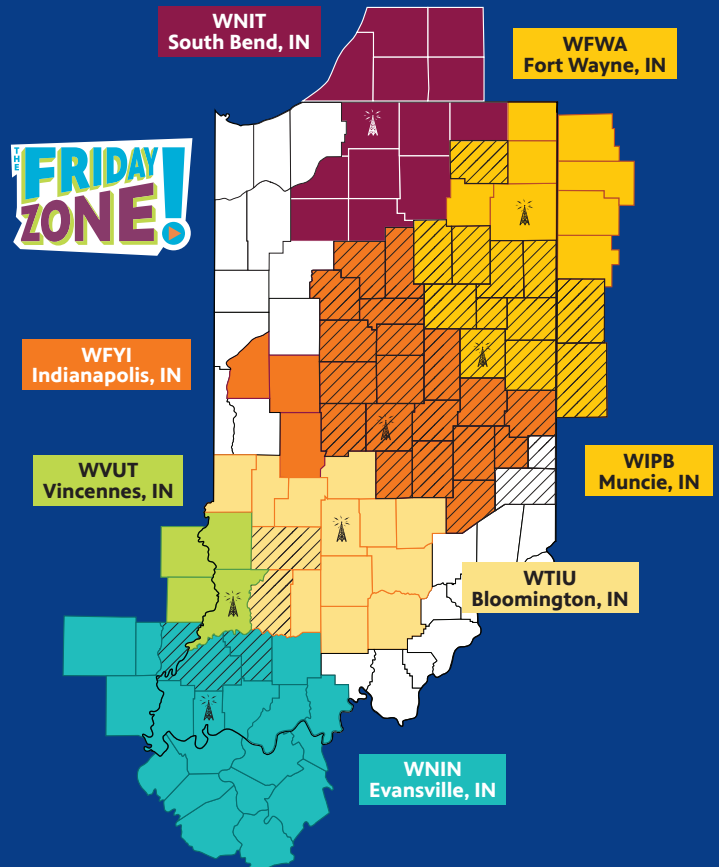 WNIT
South Bend, IN
WFWA
Fort Wayne, IN
THE
FRIDAY
ZONE!
WFYI
Indianapolis, IN
WVUT
Vincennes, IN
WIPB
Muncie, IN
WTIU
Bloomington, IN
WNIN
Evansville, IN